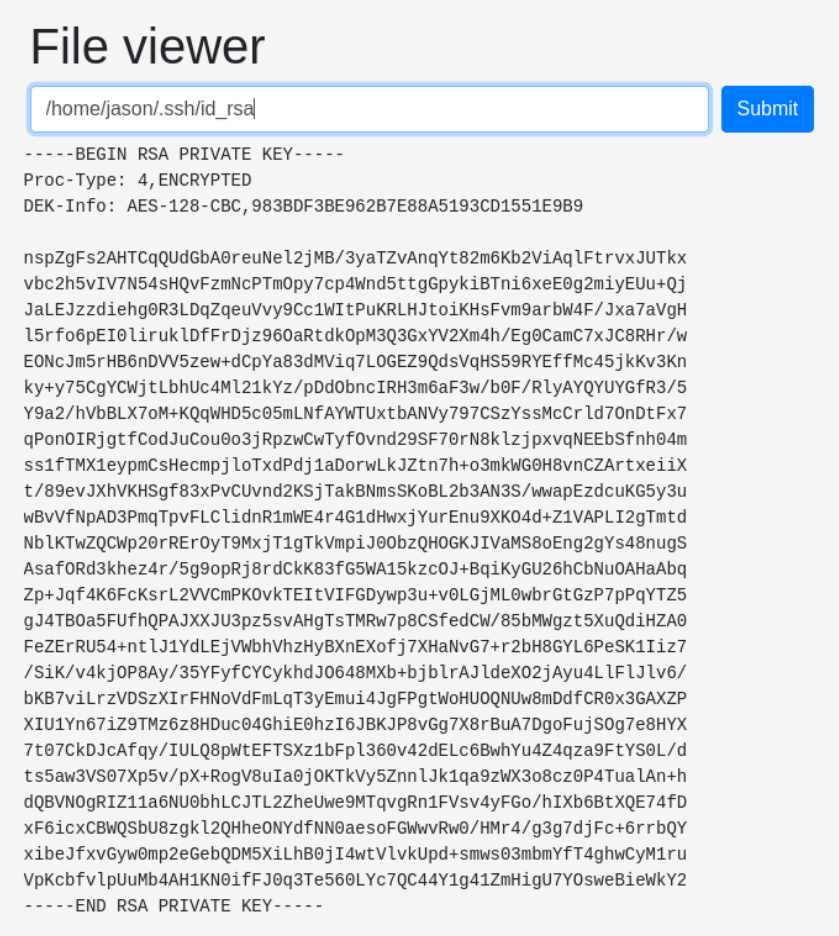 File viewer
/home/jason/.ssh/id_rsa
Submit
-----BEGIN RSA PRIVATE KEY-----
Proc-Type: 4,ENCRYPTED
DEK-Info: AES-128-CBC,983BDF3BE962B7E88A5193CD1551E9B9
nspZgFs2AHTCqQUdGbA0reuNel2jMB/3yaTZvAnqYt82m6Kb2ViAqlFtrvxJUTkx
vbc2h5vIV7N54sHQvFzmNcPTmOpy7cp4Wnd5ttgGpykiBTni6xeE0g2miyEUu+Qj
JaLEJzzdiehg0R3LDqZqeuVvy9Cc1WItPuKRLHJtoiKHsFvm9arbW4F/Jxa7aVgH
l5rfo6pEI0liruklDfFrDjz96OaRtdkOpM3Q3GxYV2Xm4h/Eg0CamC7xJC8RHr/w
EONcJm5rHB6nDVV5zew+dCpYa83dMViq7LOGEZ9QdsVqHS59RYEffMc45jkKv3Kn
ky+y75CgYCWjtLbhUc4Ml21kYz/pDdObncIRH3m6aF3w/b0F/RlyAYQYUYGfR3/5
Y9a2/hVbBLX7oM+KQqWHD5c05mLNfAYWTUxtbANVy797CSzYssMcCrld7OnDtFx7
qPonOIRjgtfCodJuCou0o3jRpzwCwTyfOvnd29SF70rN8klzjpxvqNEEbSfnh04m
ss1fTMX1eypmCsHecmpjloTxdPdj1aDorwLkJZtn7h+o3mkWG0H8vnCZArtxeiiX
t/89evJXhVKHSgf83xPvCUvnd2KSjTakBNmsSKoBL2b3AN3S/wwapEzdcuKG5y3u
wBvVfNpAD3PmqTpvFLClidnR1mWE4r4G1dHwxjYurEnu9XKO4d+Z1VAPLI2gTmtd
NblKTwZQCWp20rRErOyT9MxjT1gTkVmpiJ0ObzQHOGKJIVaMS8oEng2gYs48nugS
AsafORd3khez4r/5g9opRj8rdCkK83fG5WA15kzcOJ+BqiKyGU26hCbNuOAHaAbq
Zp+Jqf4K6FcKsrL2VVCmPKOvkTEItVIFGDywp3u+v0LGjML0wbrGtGzP7pPqYTZ5
gJ4TBOa5FUfhQPAJXXJU3pz5svAHgTsTMRw7p8CSfedCW/85bMWgzt5XuQdiHZA0
FeZErRU54+ntlJ1YdLEjVWbhVhzHyBXnEXofj7XHaNvG7+r2bH8GYL6PeSK1Iiz7
/SiK/v4kjOP8Ay/35YFyfCYCykhdJO648MXb+bjblrAJldeXO2jAyu4LlFlJlv6/
bKB7viLrzVDSzXIrFHNoVdFmLqT3yEmui4JgFPgtWoHUOQNUw8mDdfCR0x3GAXZP
XIU1Yn67iZ9TMz6z8HDuc04GhiE0hzI6JBKJP8vGg7X8rBuA7DgoFujSOg7e8HYX
7t07CkDJcAfqy/IULQ8pWtEFTSXz1bFpl360v42dELc6BwhYu4Z4qza9FtYS0L/d
ts5aw3VS07Xp5v/pX+RogV8uIa0jOKTkVy5ZnnlJk1qa9zWX3o8cz0P4TualAn+h
dQBVNOgRIZ11a6NU0bhLCJTL2ZheUwe9MTqvgRn1FVsv4yFGo/hIXb6BtXQE74fD
xF6icxCBWQSbU8zgkl2QHheONYdfNN0aesoFGWwvRw0/HMr4/g3g7djFc+6rrbQY
xibeJfxvGyw0mp2eGebQDM5XiLhB0jI4wtVlvkUpd+smws03mbmYfT4ghwCyM1ru
VpKcbfvlpUuMb4AH1KN0ifFJ0q3Te560LYc7QC44Y1g41ZmHigU7YOsweBieWkY2
-----END RSA PRIVATE KEY-----